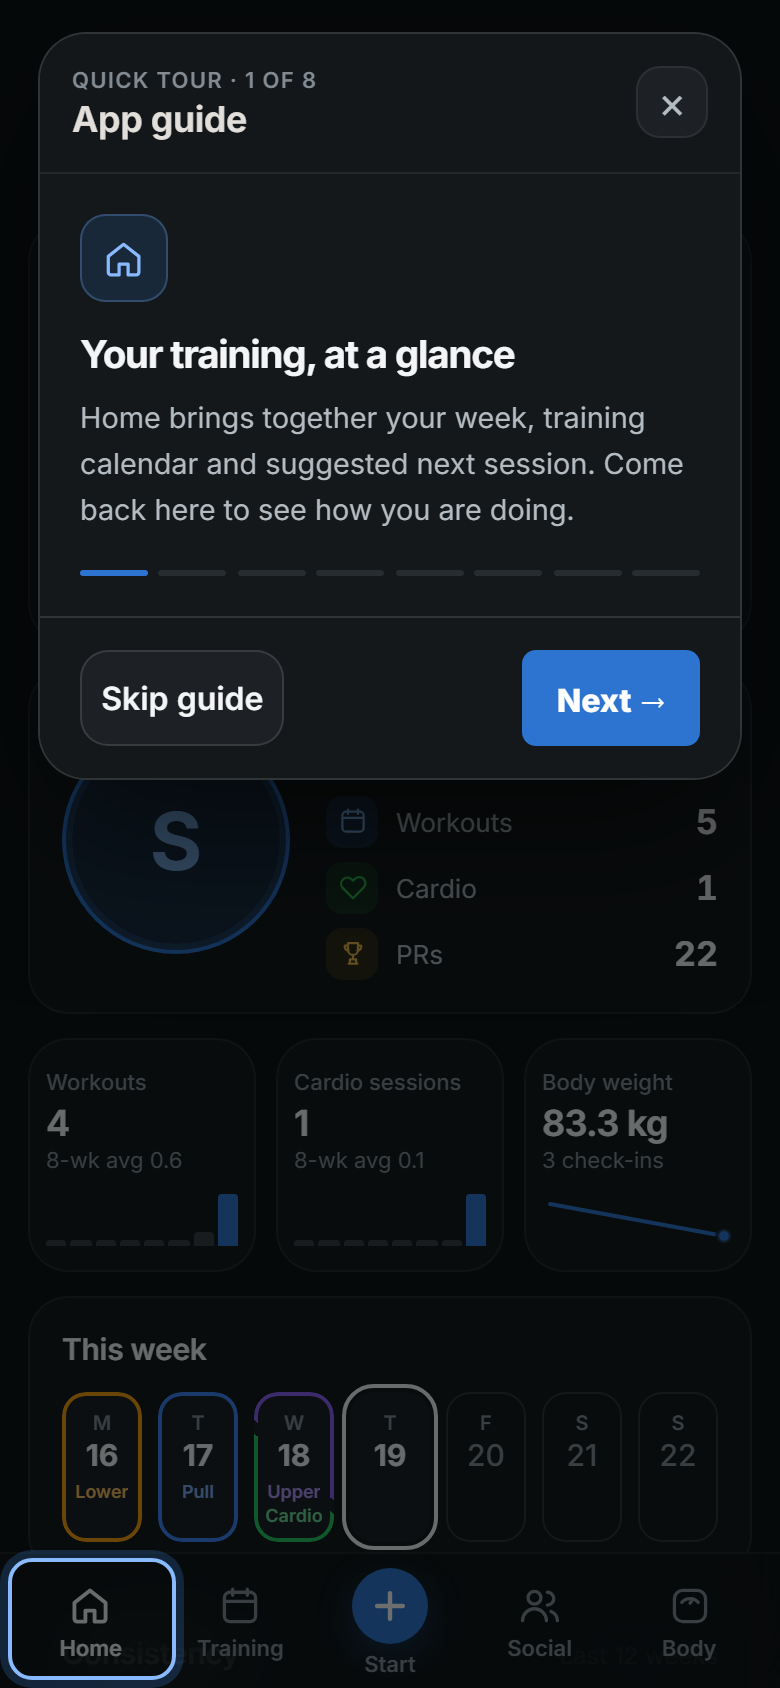 QUICK TOUR · 1 OF 8
App guide
Your training, at a glance
Home brings together your week, training
calendar and suggested next session. Come
back here to see how you are doing.
Skip guide
Next →
S
Workouts 5
Cardio 1
PRs 22
Workouts
4
8-wk avg 0.6
Cardio sessions
1
8-wk avg 0.1
Body weight
83.3 kg
3 check-ins
This week
M T W T F S S
16 17 18 19 20 21 22
Lower Pull Upper
Cardio
Consistency Last 12 weeks
Home Training Start Social Body